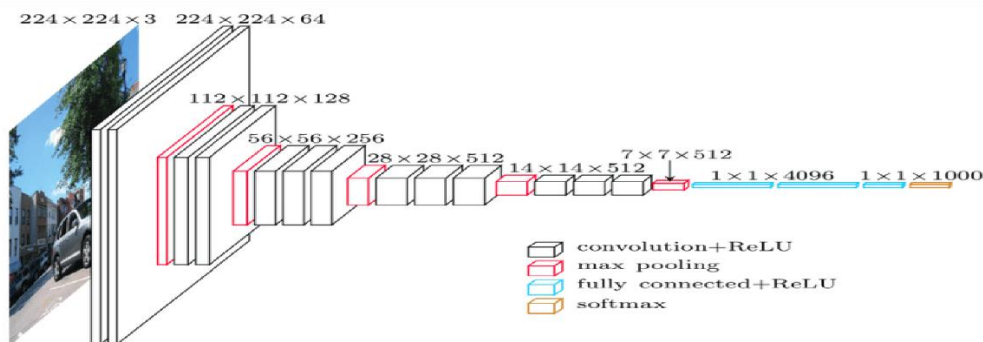 224 × 224 × 3
224 × 224 × 64
112 × 112 × 128
56 × 56 × 256
28 × 28 × 512
14 × 14 × 512
7 × 7 × 512
1 × 1 × 4096
1 × 1 × 1000
convolution+ReLU
max pooling
fully connected+ReLU
softmax